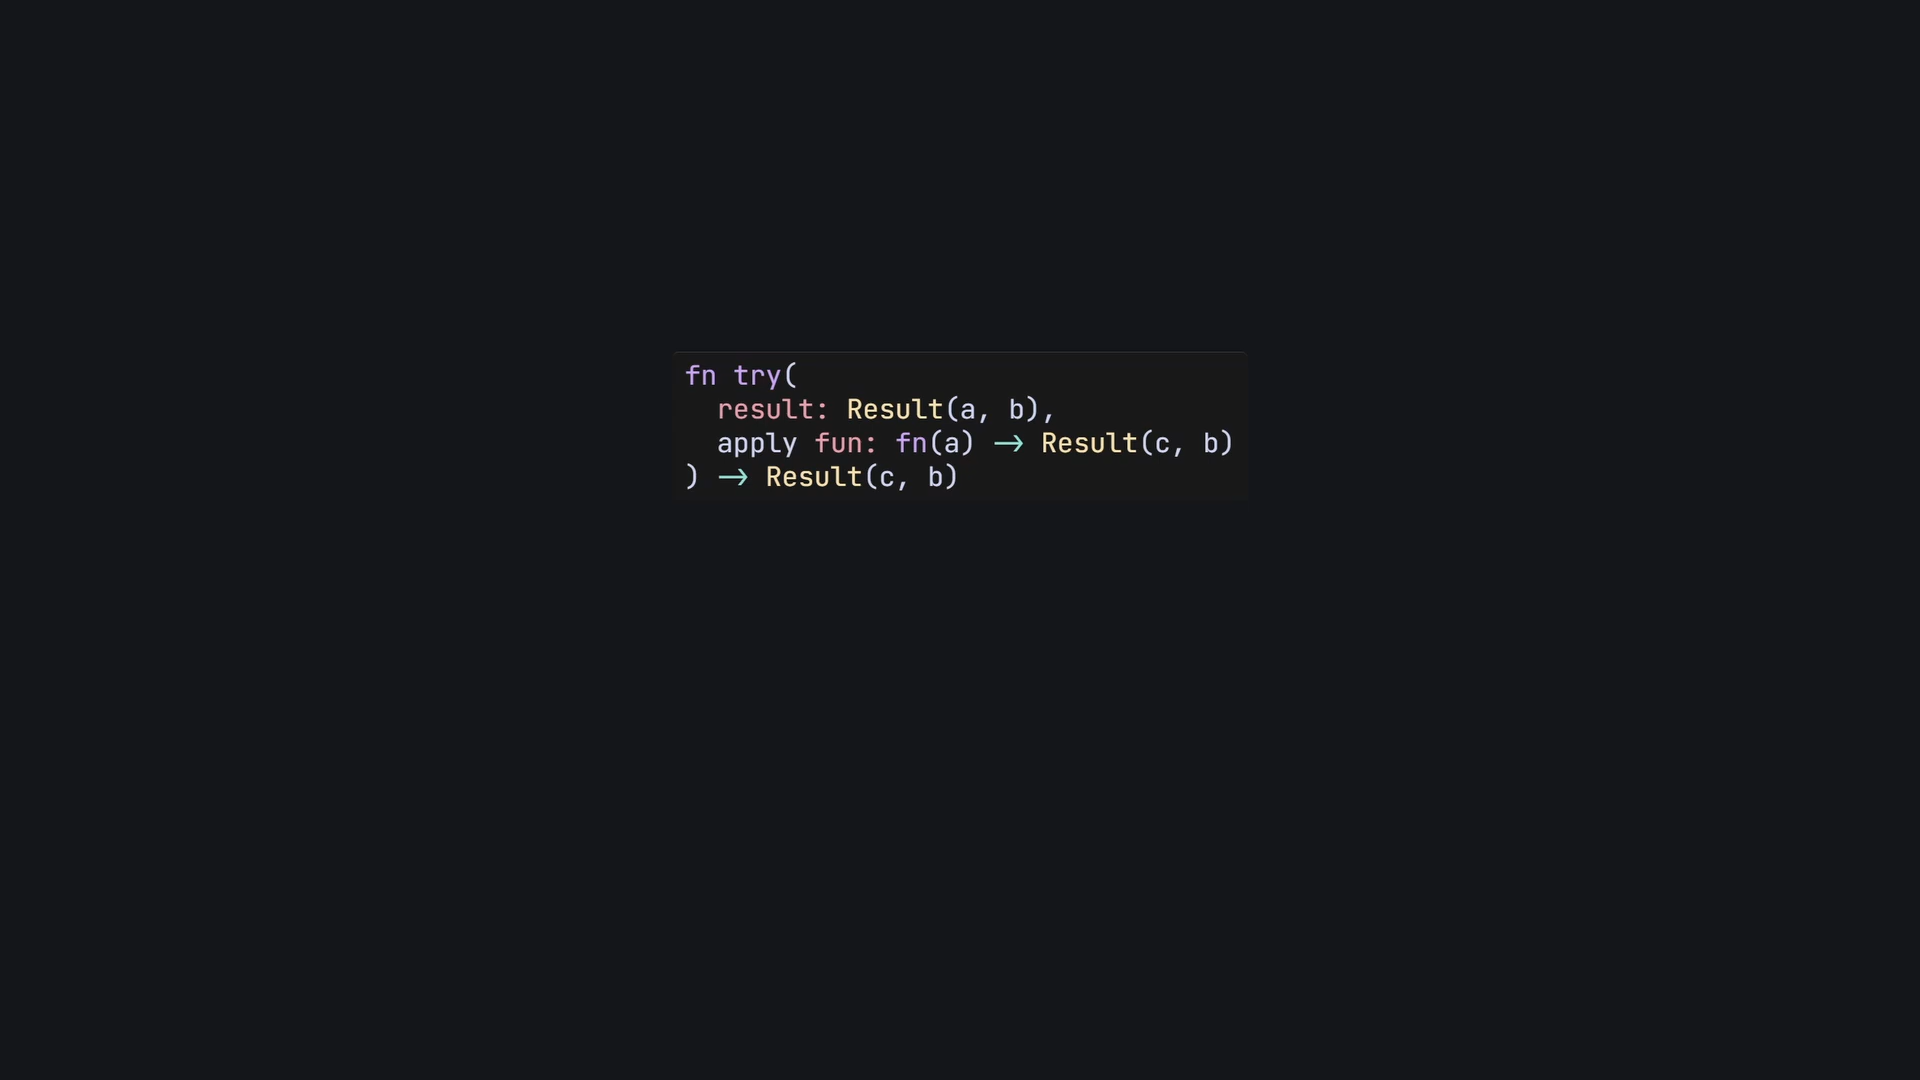 fn try(
  result: Result(a, b),
  apply fun: fn(a) -> Result(c, b)
) -> Result(c, b)